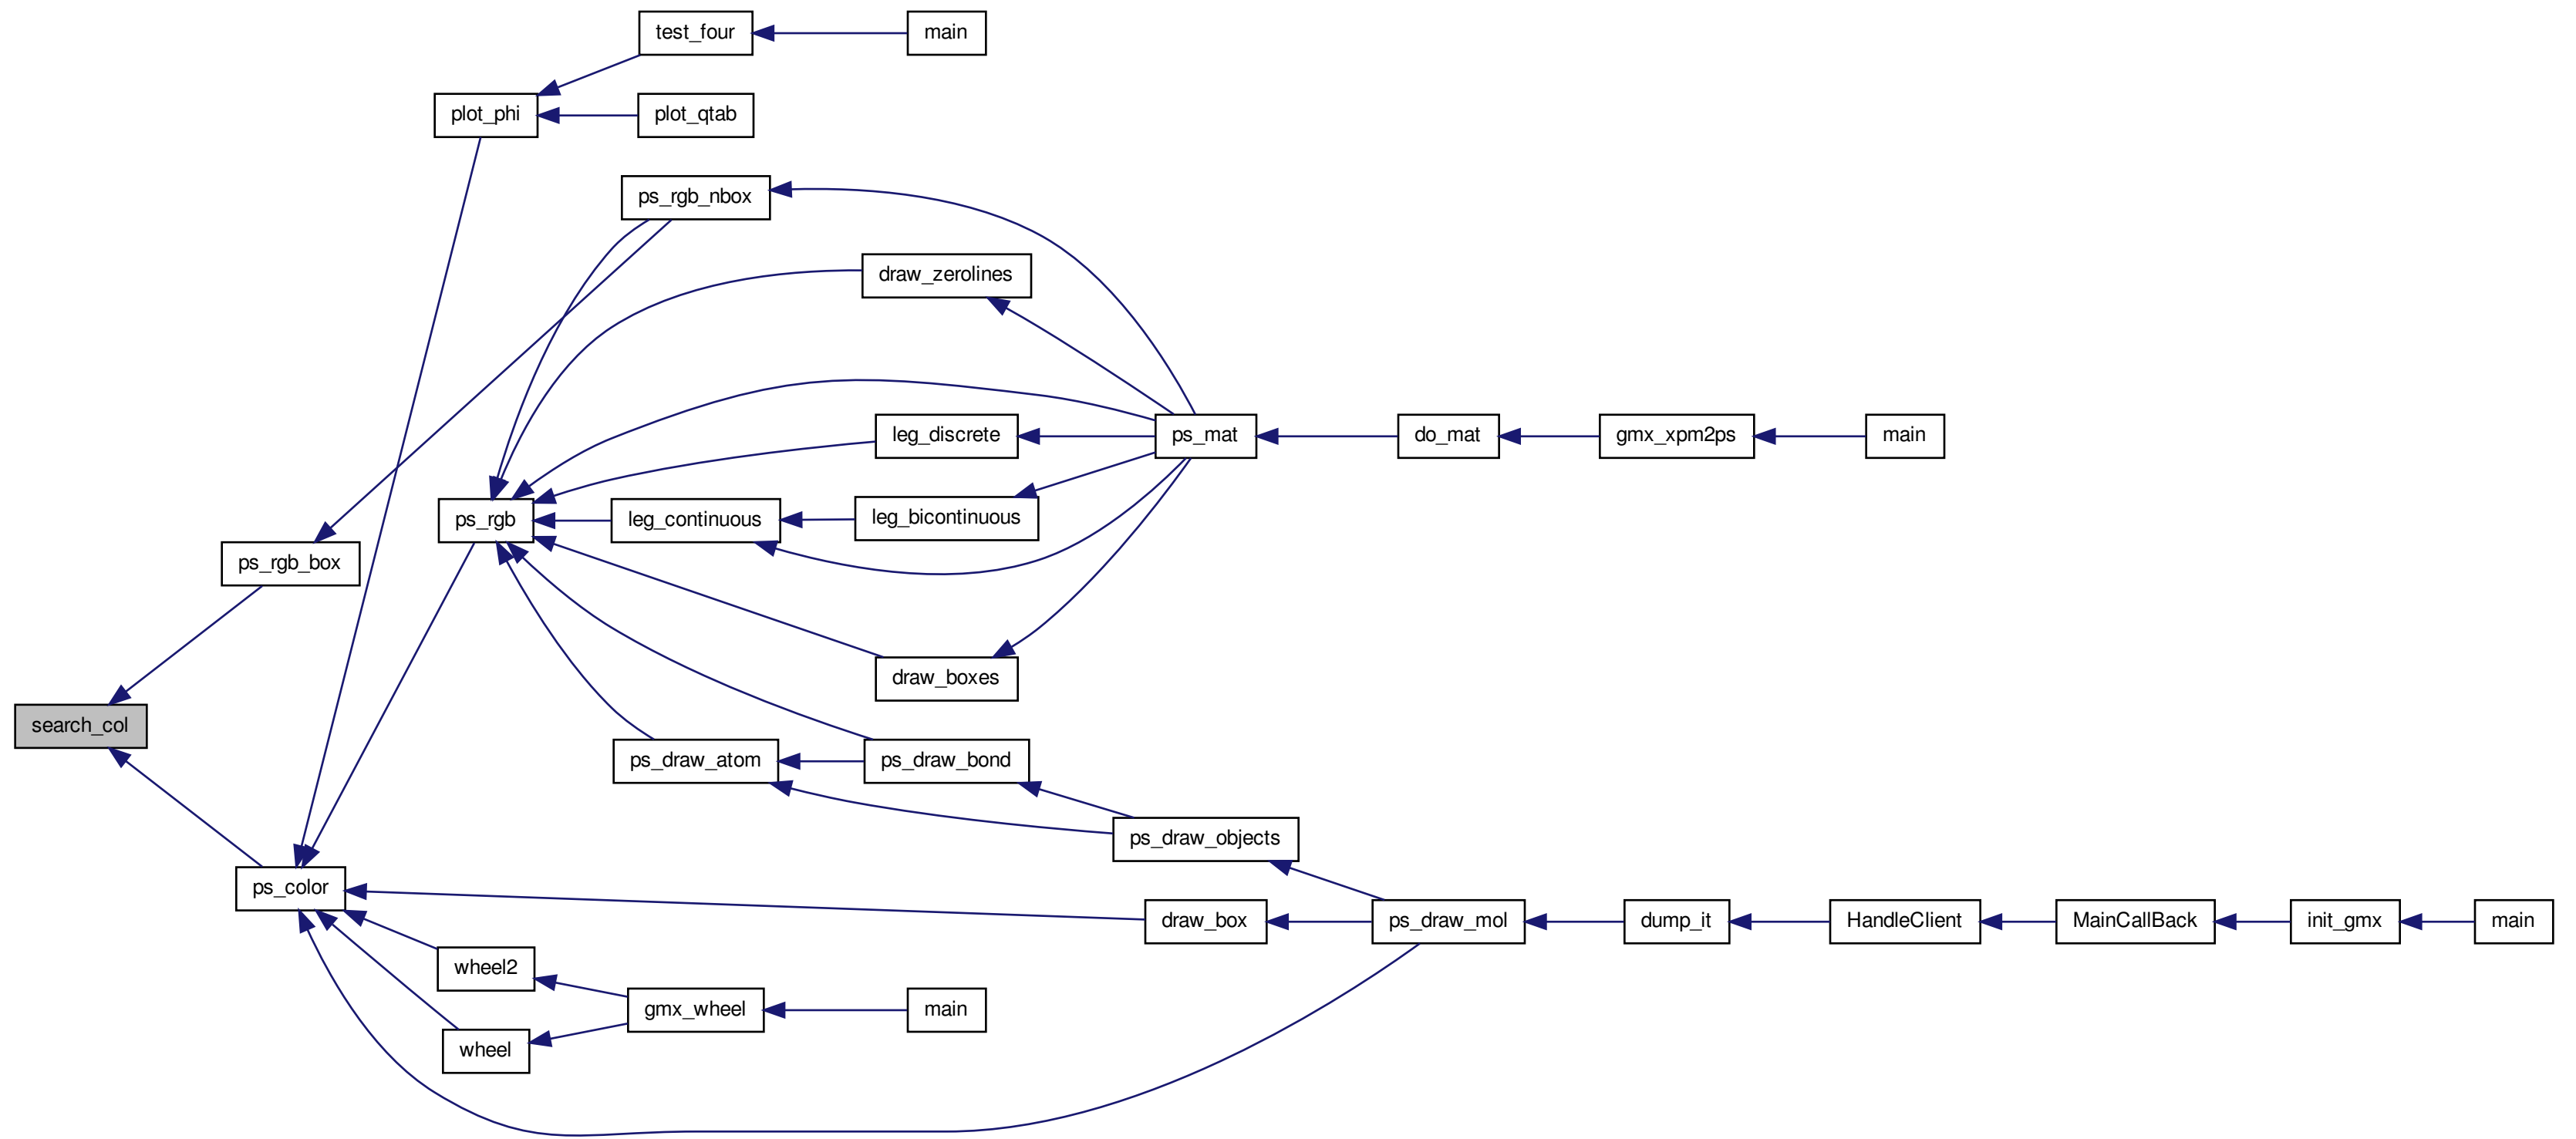 test_four
main
plot_phi
plot_qtab
ps_rgb_nbox
draw_zerolines
leg_discrete
ps_mat
do_mat
gmx_xpm2ps
main
ps_rgb
leg_continuous
leg_bicontinuous
ps_rgb_box
draw_boxes
search_col
ps_draw_atom
ps_draw_bond
ps_draw_objects
ps_color
draw_box
ps_draw_mol
dump_it
HandleClient
MainCallBack
init_gmx
main
wheel2
gmx_wheel
main
wheel